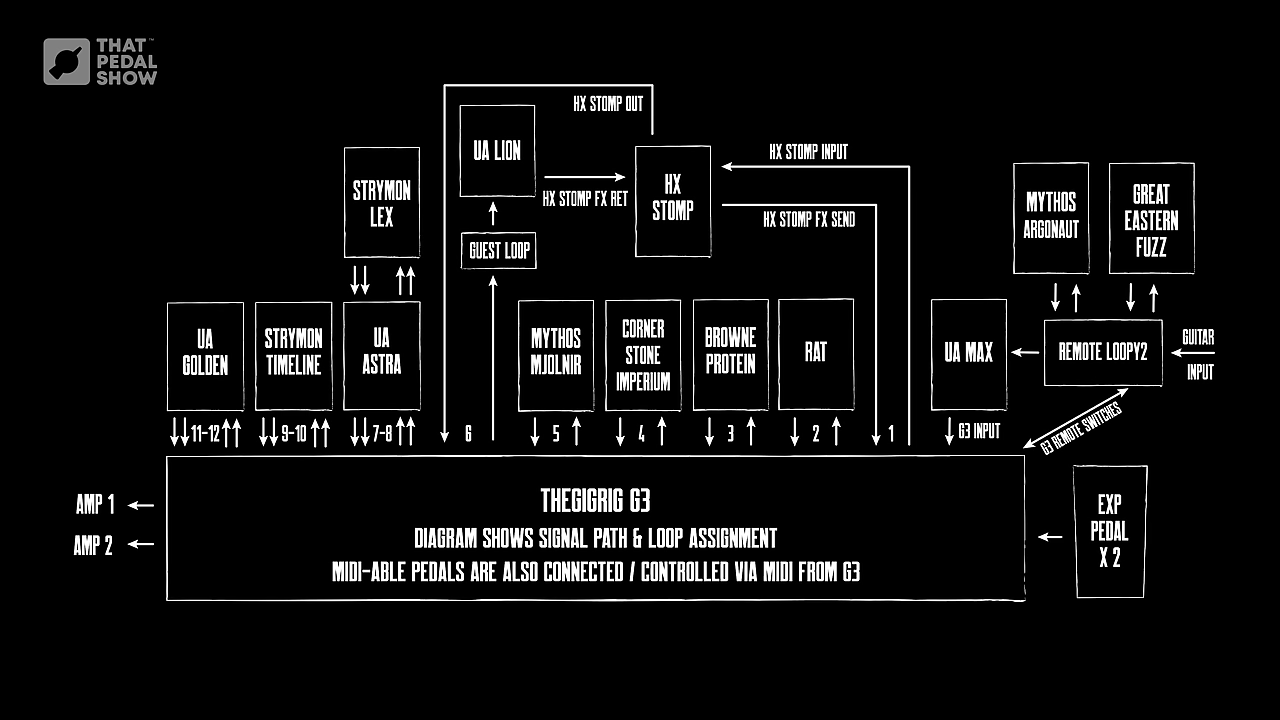 THAT™
PEDAL
SHOW
HX STOMP OUT
UA LION
HX STOMP INPUT
STRYMON
LEX
HX STOMP FX RET
HX
STOMP
HX STOMP FX SEND
MYTHOS
ARGONAUT
GREAT
EASTERN
FUZZ
GUEST LOOP
UA
GOLDEN
STRYMON
TIMELINE
UA
ASTRA
MYTHOS
MJOLNIR
CORNER
STONE
IMPERIUM
BROWNE
PROTEIN
RAT
UA MAX
REMOTE LOOPY2
GUITAR
INPUT
11-12
9-10
7-8
6
5
4
3
2
1
G3 INPUT
G3 REMOTE SWITCHES
AMP 1
AMP 2
THEGIGRIG G3
DIAGRAM SHOWS SIGNAL PATH & LOOP ASSIGNMENT
MIDI-ABLE PEDALS ARE ALSO CONNECTED / CONTROLLED VIA MIDI FROM G3
EXP
PEDAL
X 2